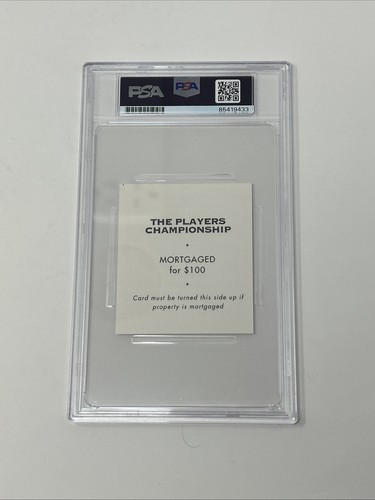 PSA
PSA
85419433
THE PLAYERS
CHAMPIONSHIP
•
MORTGAGED
for $100
•
Card must be turned this side up if
property is mortgaged